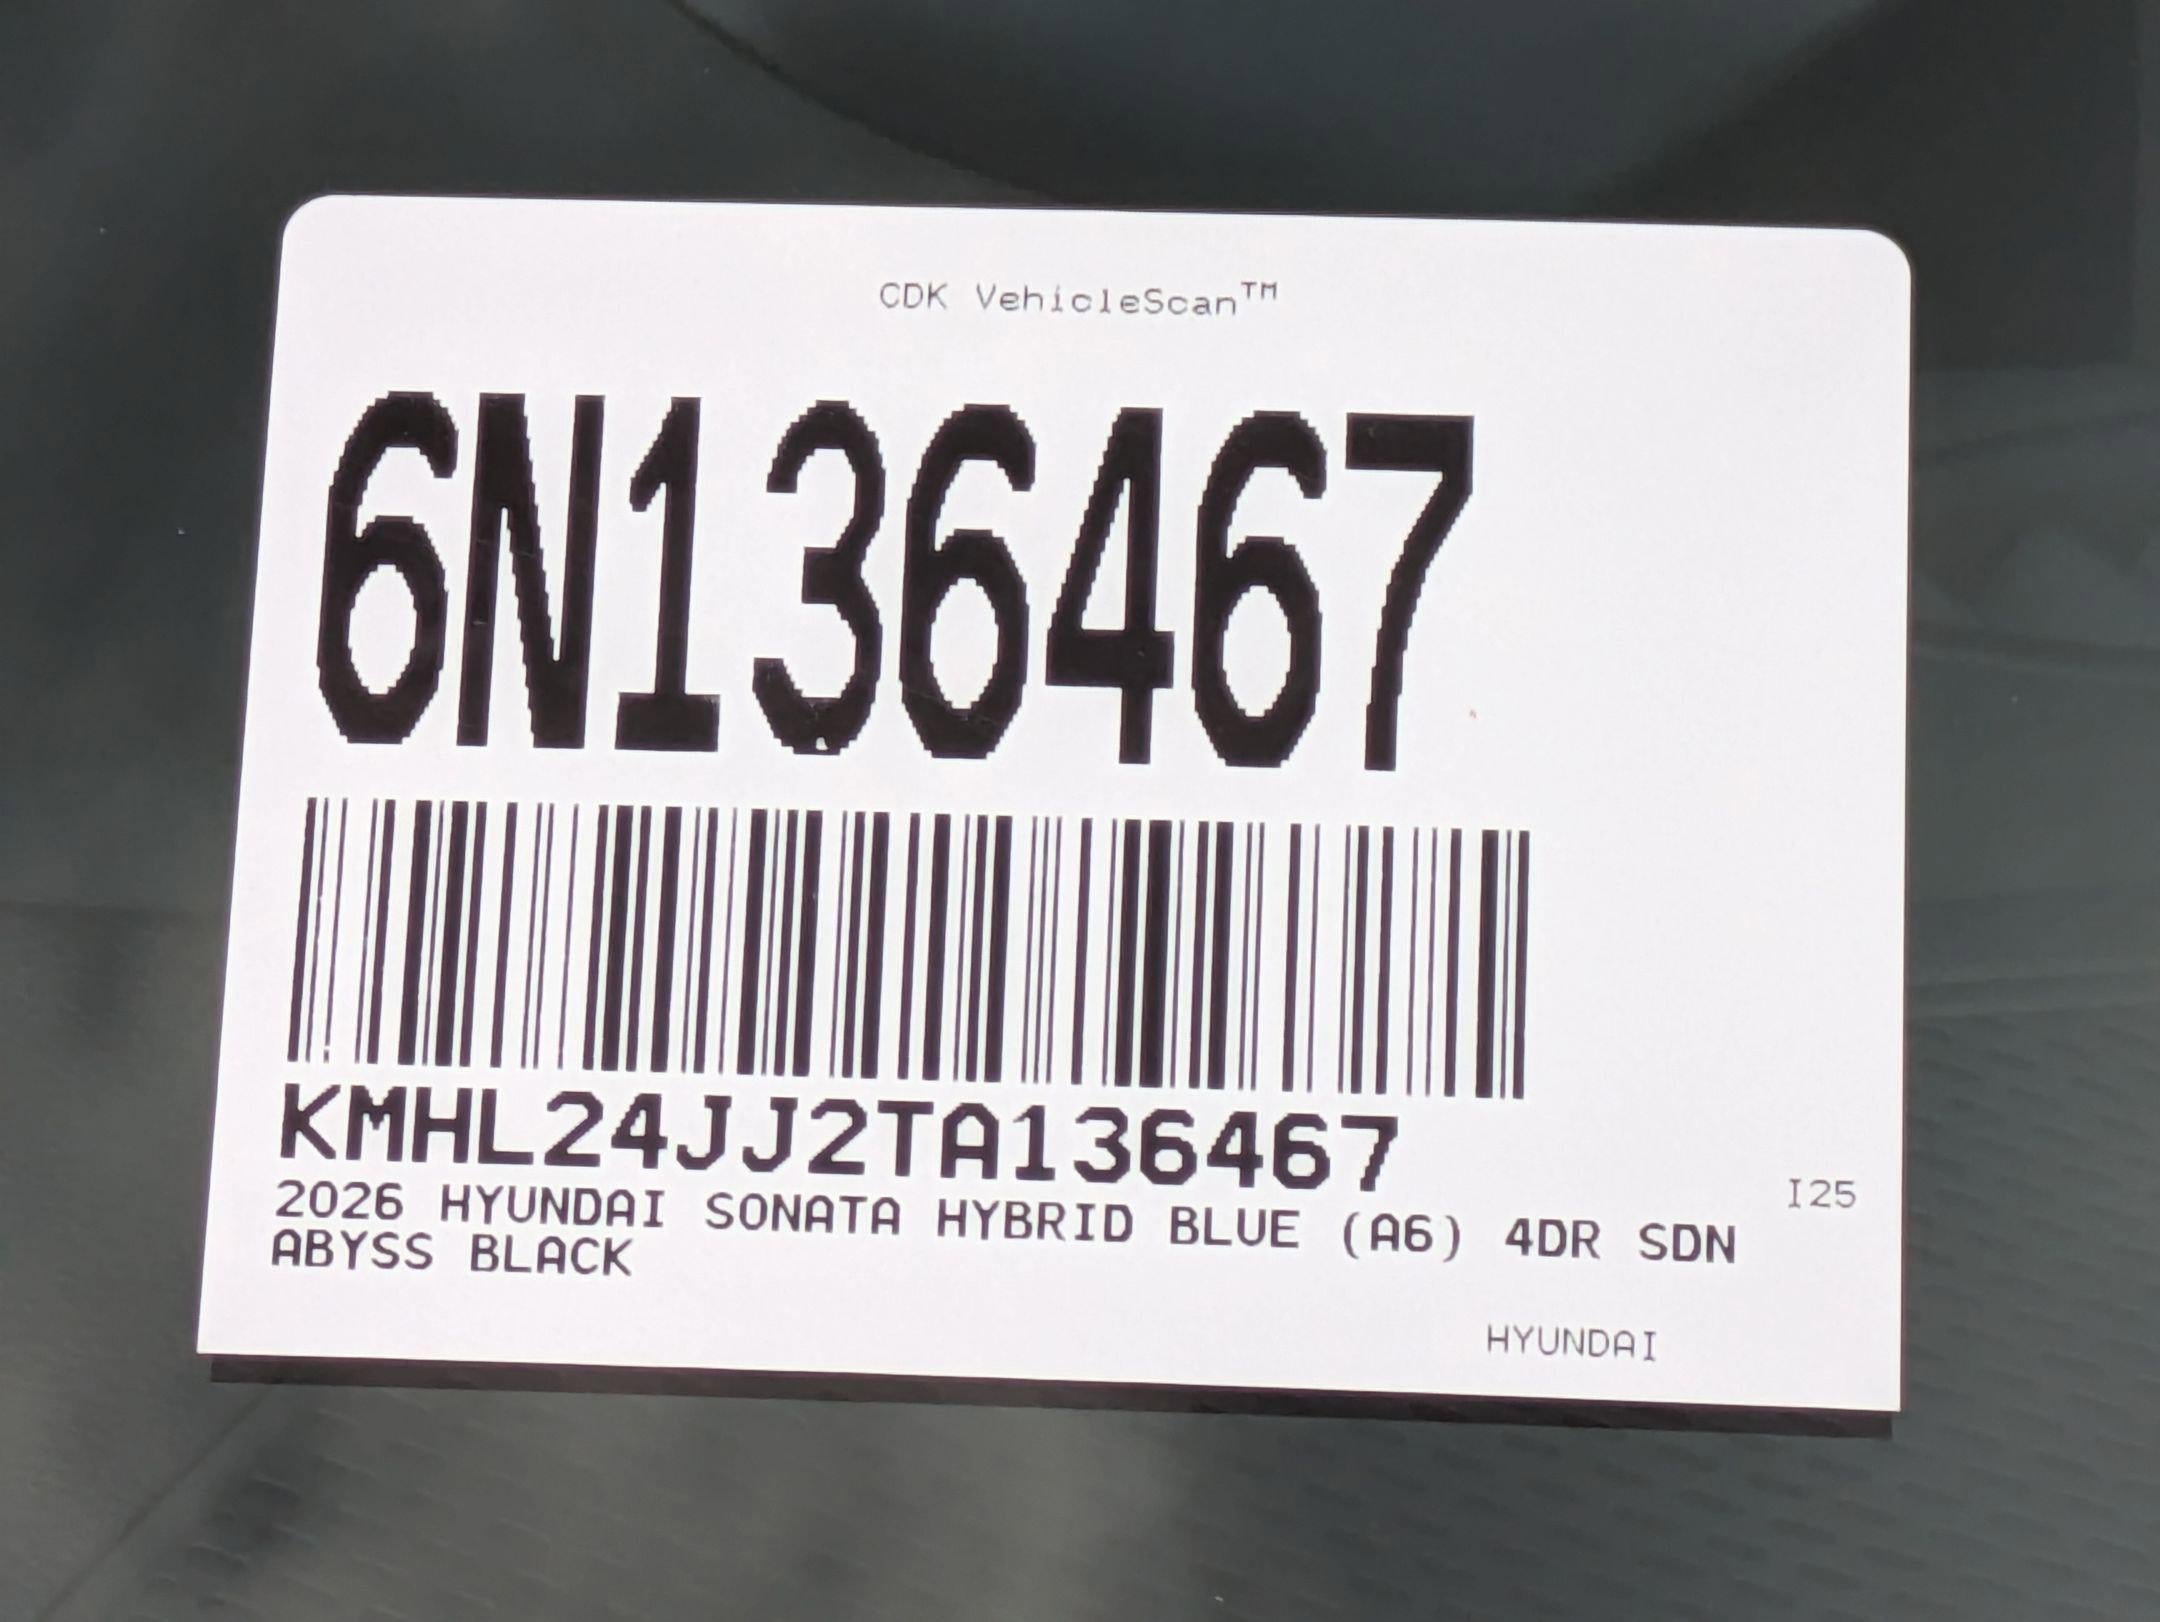 CDK VehicleScan™
6N136467
KMHL24JJ2TA136467
I25
2026 HYUNDAI SONATA HYBRID BLUE (A6) 4DR SDN
ABYSS BLACK
HYUNDAI